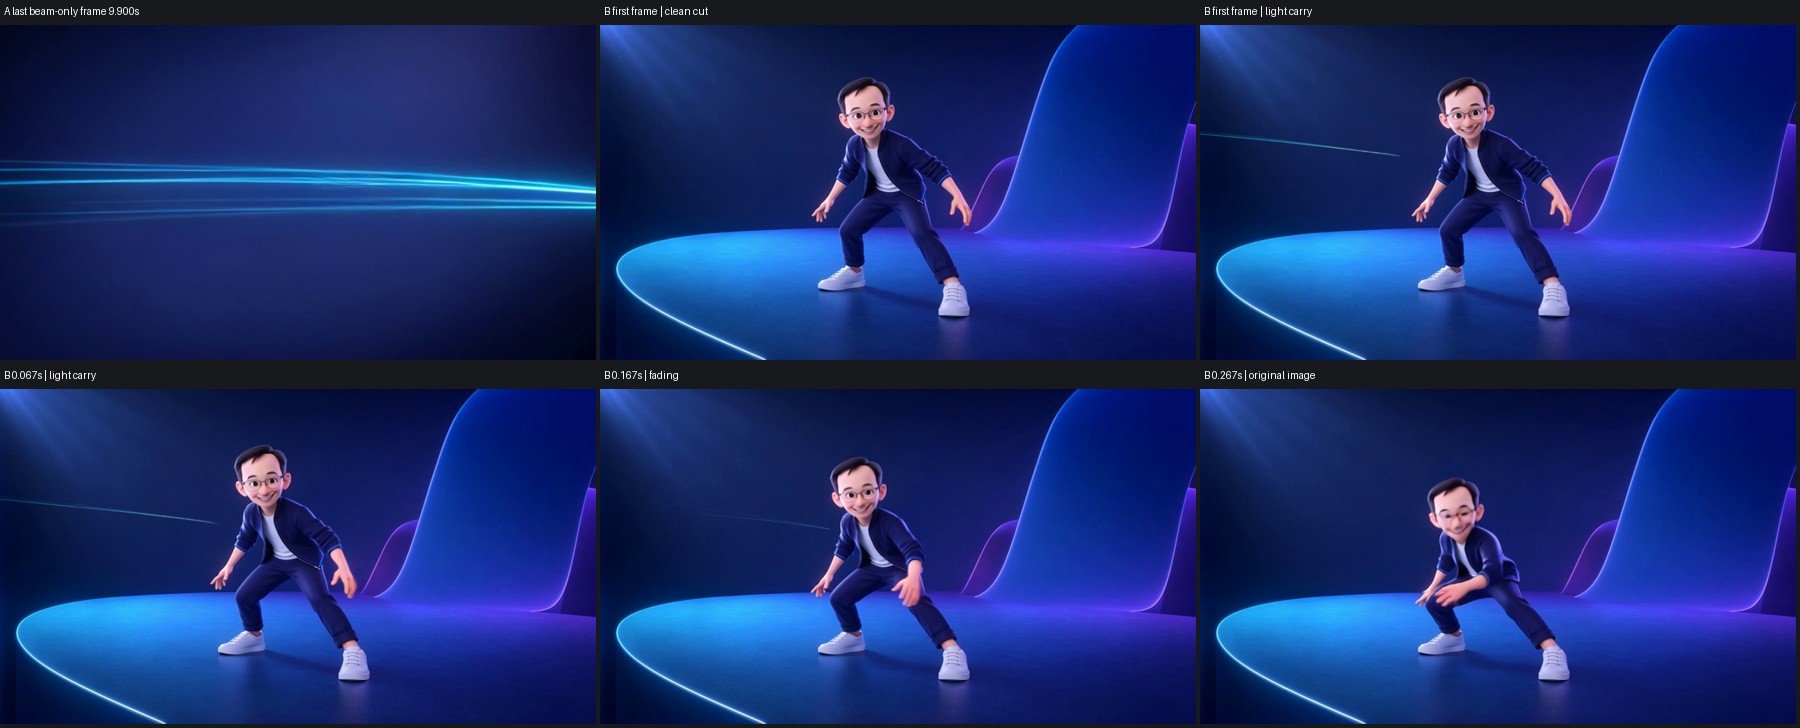 A last beam-only frame 9.900s
B first frame | clean cut
B first frame | light carry
B 0.067s | light carry
B 0.167s | fading
B 0.267s | original image